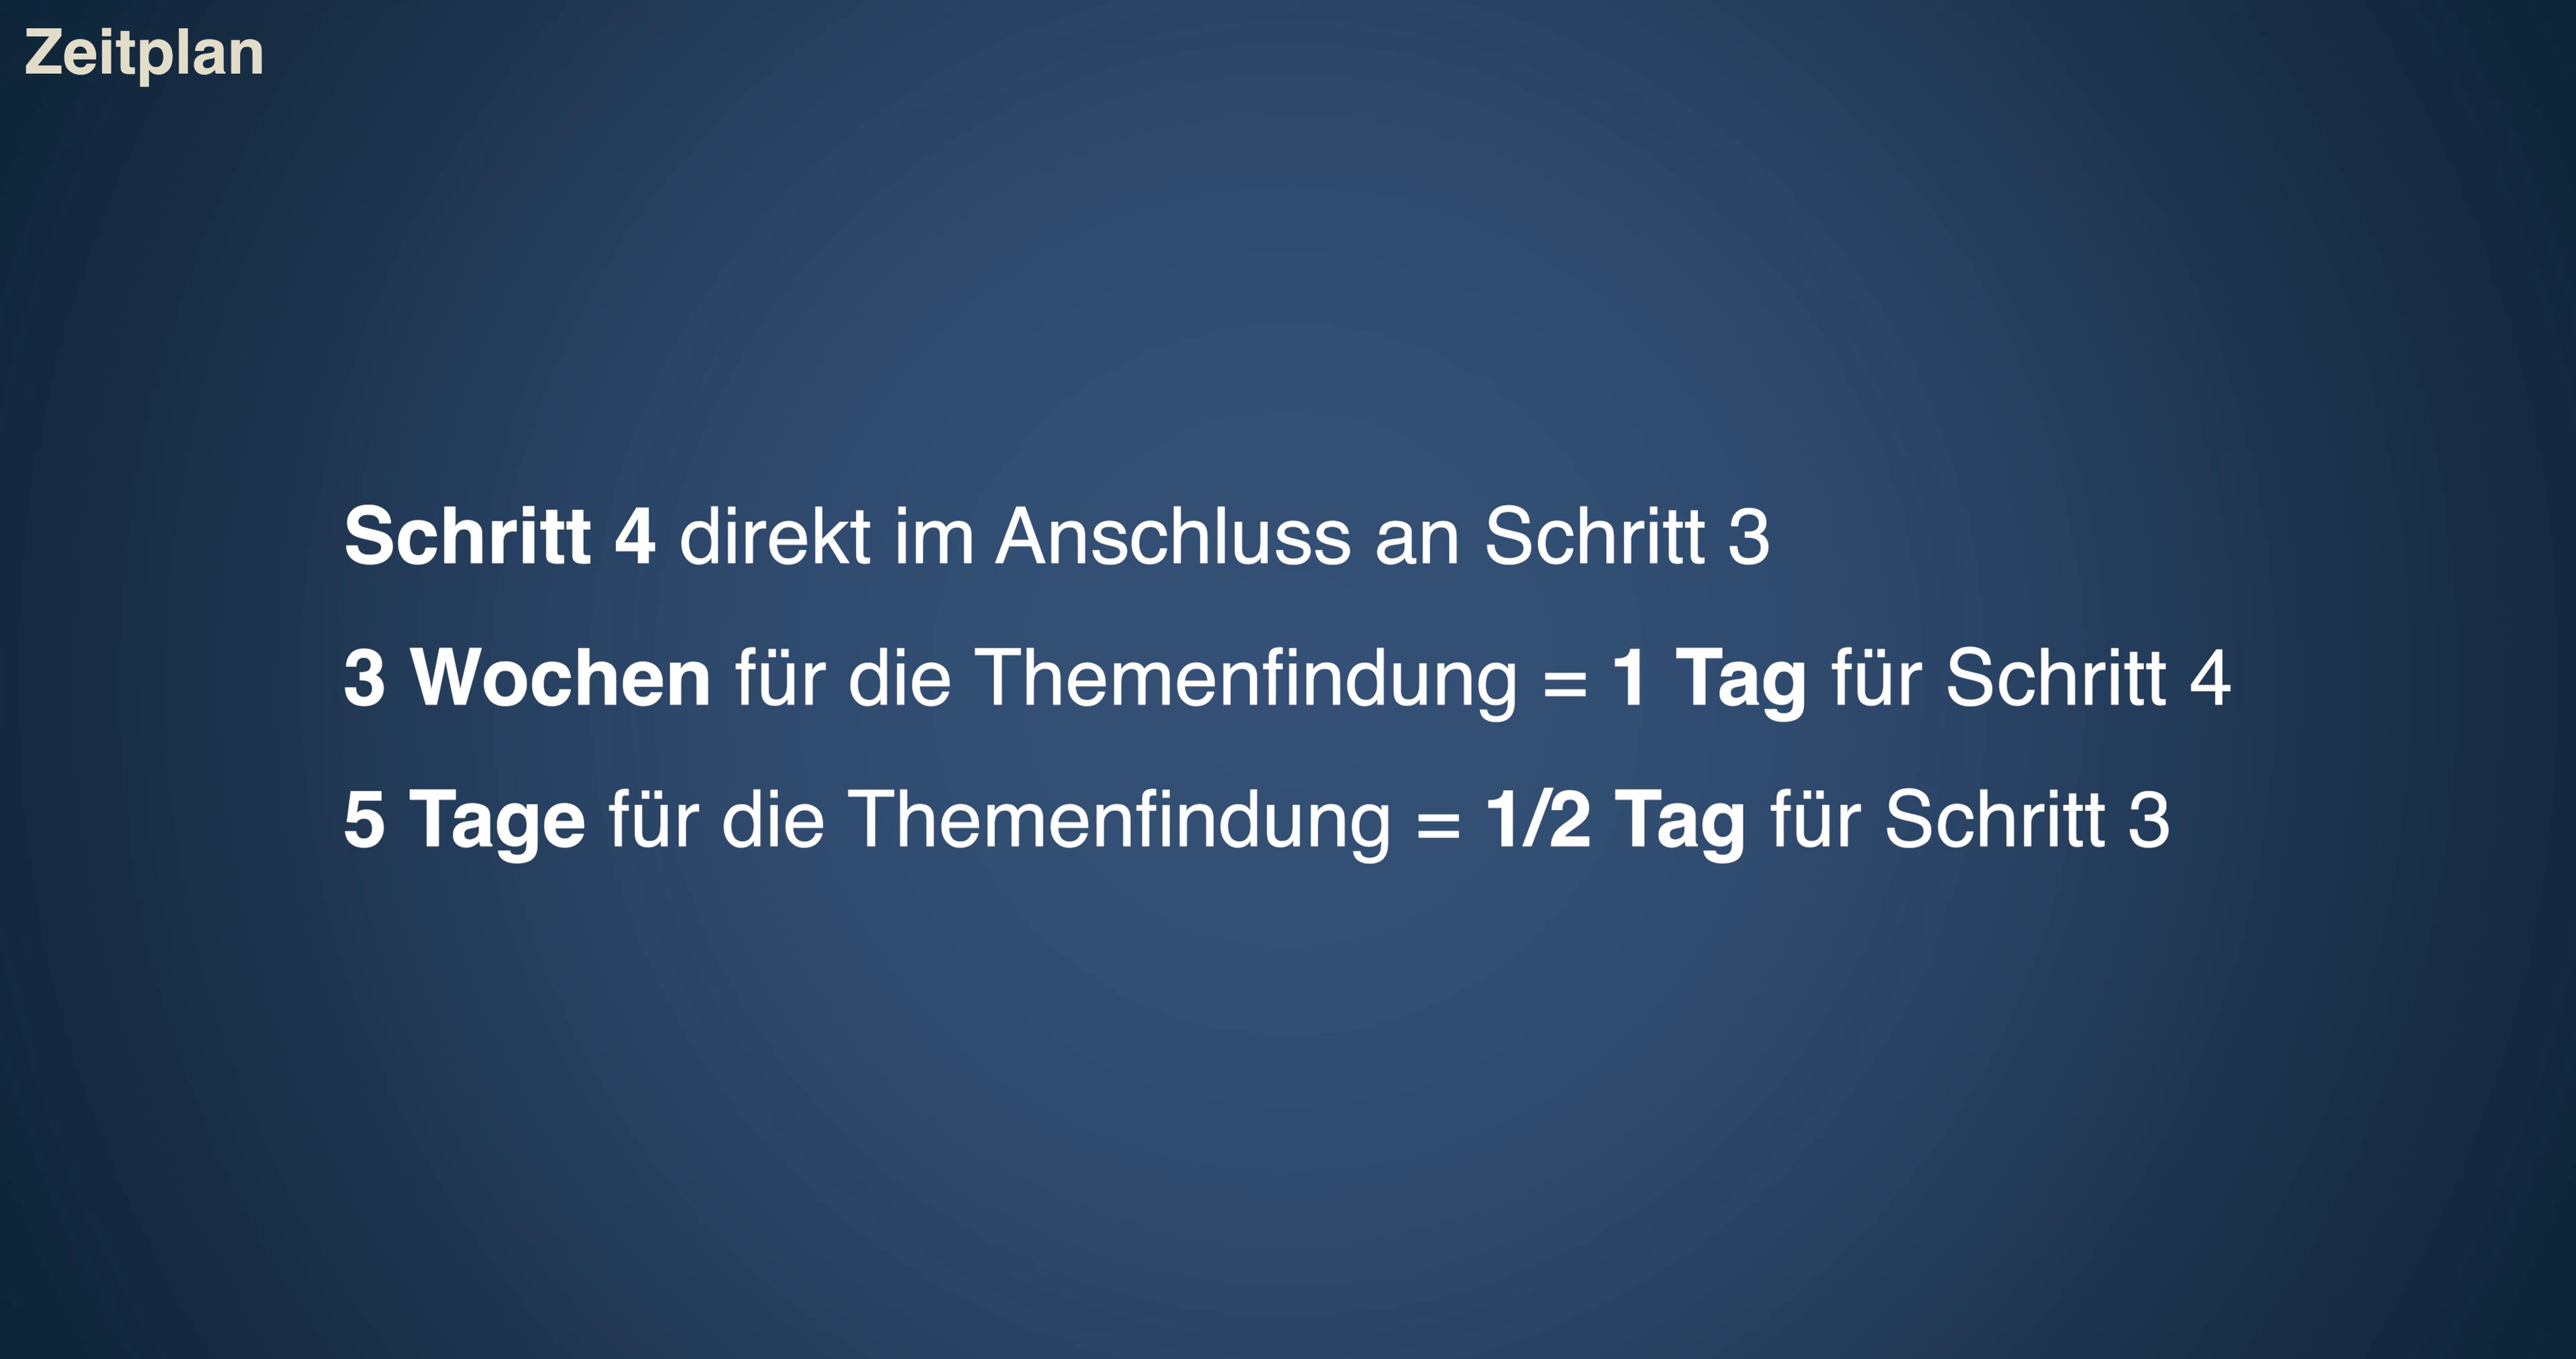 Zeitplan
Schritt 4 direkt im Anschluss an Schritt 3
3 Wochen für die Themenfindung = 1 Tag für Schritt 4
5 Tage für die Themenfindung = 1/2 Tag für Schritt 3